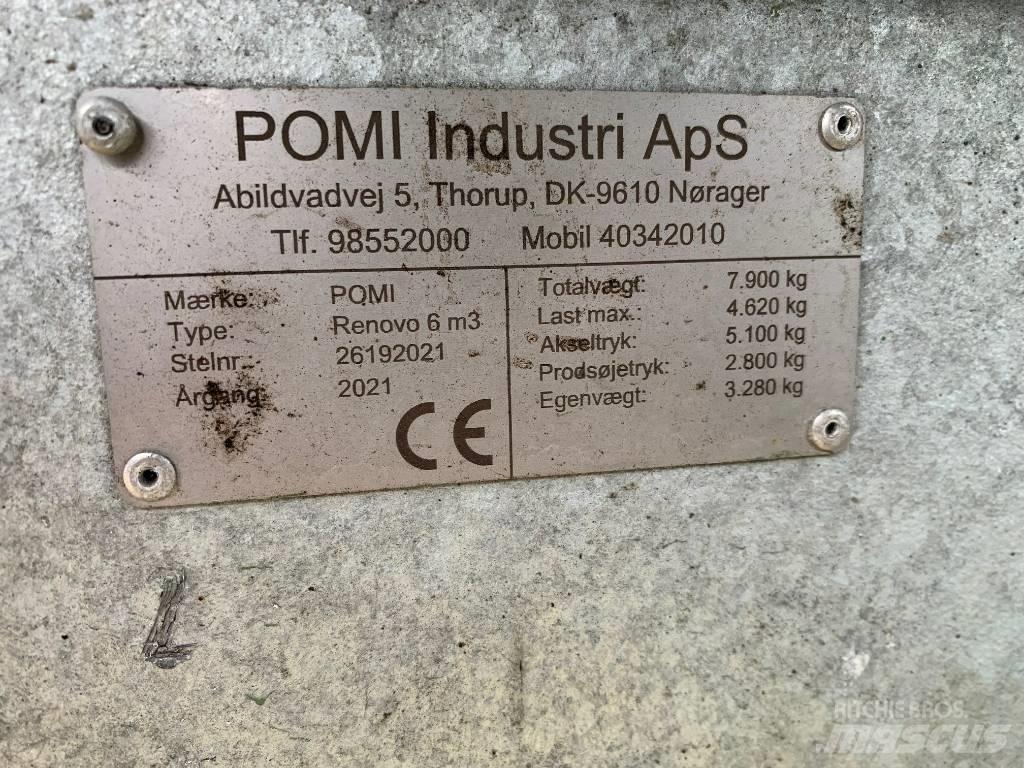 POMI Industri ApS
Abildvadvej 5, Thorup, DK-9610 Nørager
Tlf. 98552000 Mobil 40342010
Mærke: POMI
Type: Renovo 6 m3
Stelnr.: 26192021
Årgang: 2021
CE
Totalvægt: 7.900 kg
Last max.: 4.620 kg
Akseltryk: 5.100 kg
Prodsøjetryk: 2.800 kg
Egenvægt: 3.280 kg
RITCHIE BROS.
mascus